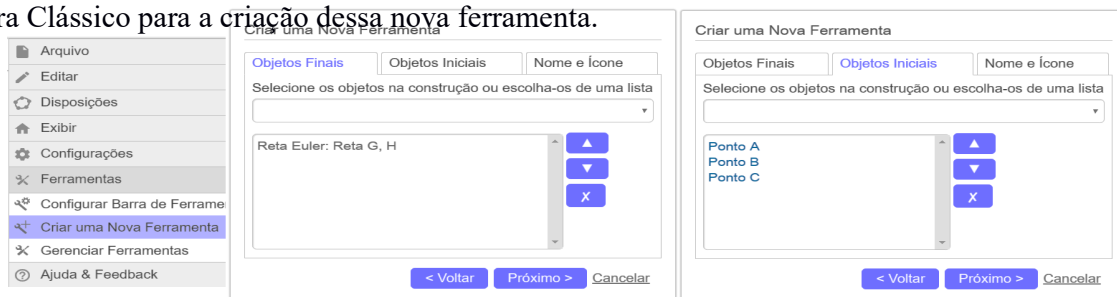 ra Clássico para a criação dessa nova ferramenta.
Arquivo
Editar
Disposições
Exibir
Configurações
Ferramentas
Configurar Barra de Ferrame
Criar uma Nova Ferramenta
Gerenciar Ferramentas
Ajuda & Feedback
Criar uma Nova Ferramenta
Objetos Finais Objetos Iniciais Nome e Ícone
Selecione os objetos na construção ou escolha-os de uma lista
Reta Euler: Reta G, H
X
< Voltar Próximo > Cancelar
Criar uma Nova Ferramenta
Objetos Finais Objetos Iniciais Nome e Ícone
Selecione os objetos na construção ou escolha-os de uma lista
Ponto A
Ponto B
Ponto C
X
< Voltar Próximo > Cancelar